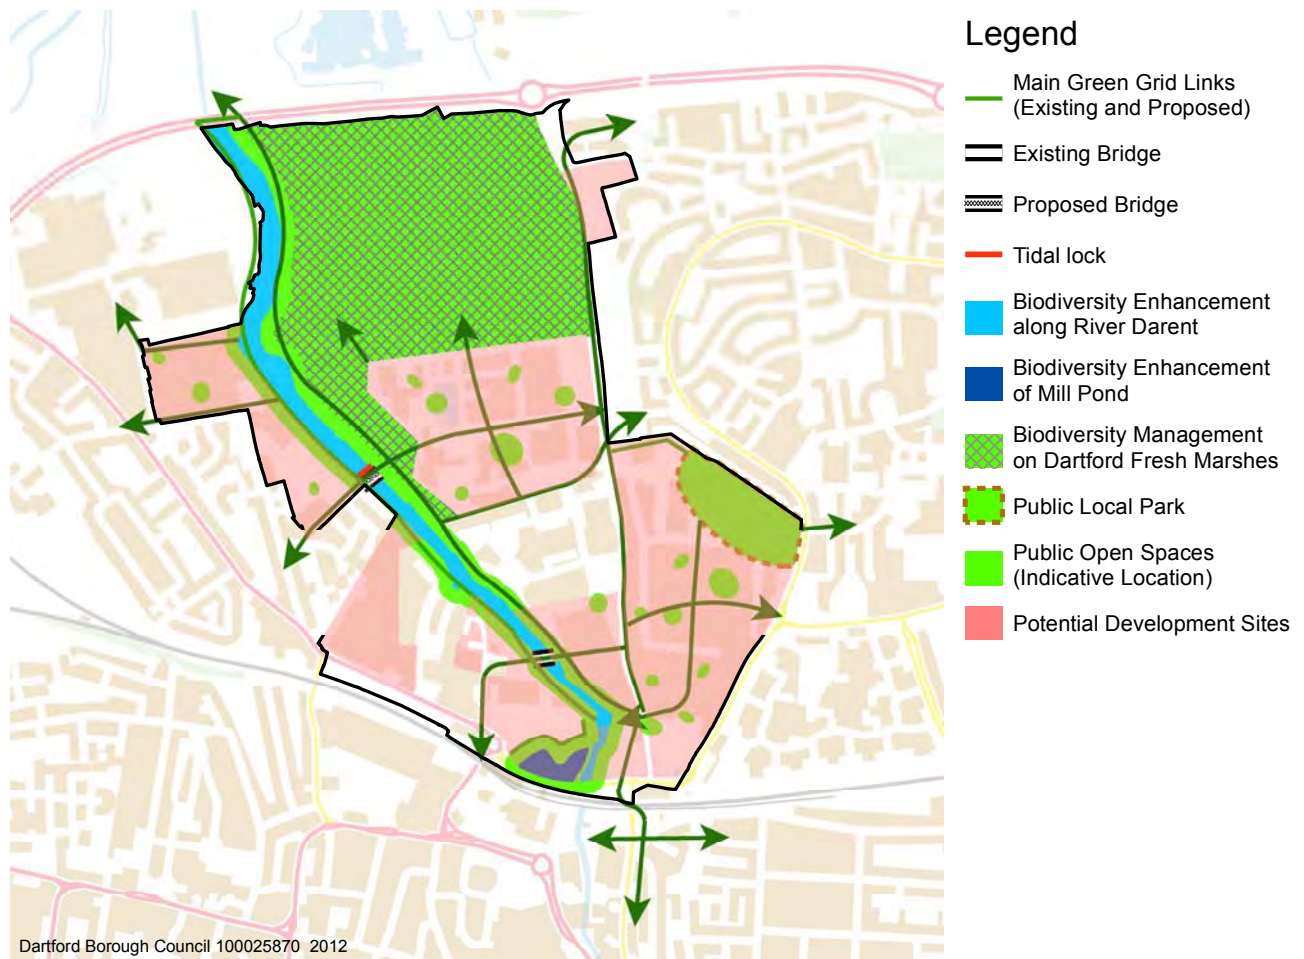 Legend
Main Green Grid Links
(Existing and Proposed)
Existing Bridge
Proposed Bridge
Tidal lock
Biodiversity Enhancement
along River Darent
Biodiversity Enhancement
of Mill Pond
Biodiversity Management
on Dartford Fresh Marshes
Public Local Park
Public Open Spaces
(Indicative Location)
Potential Development Sites
Dartford Borough Council 100025870 2012